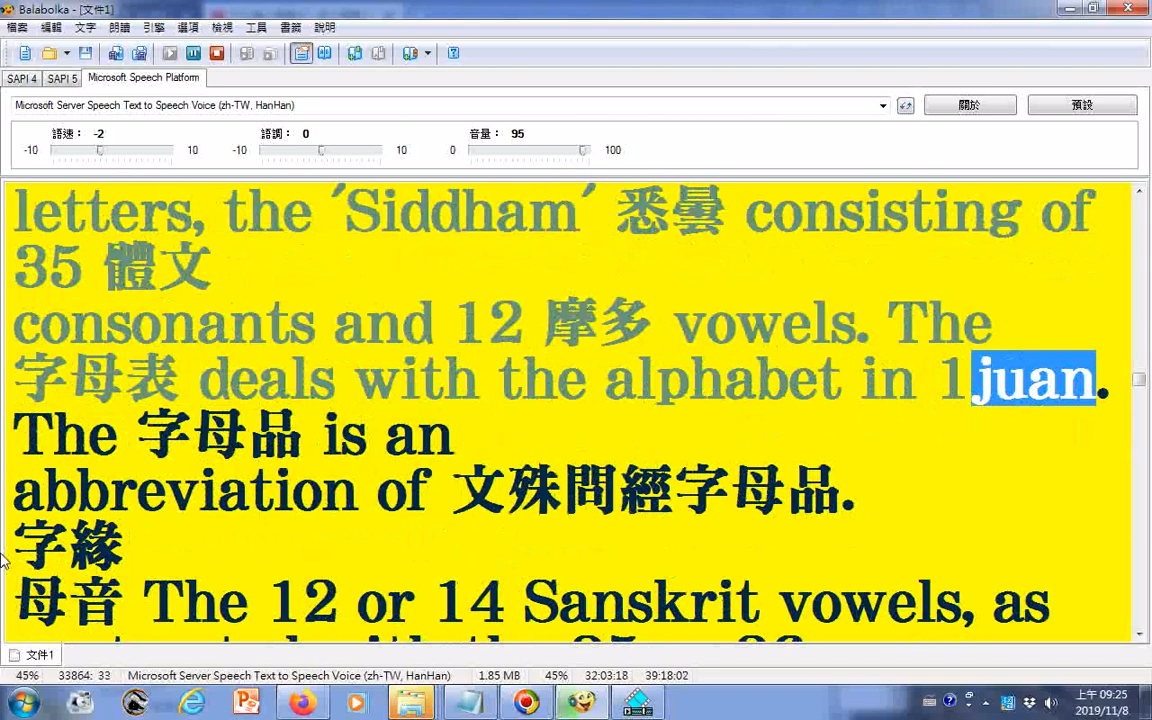 Balabolka - [文件1]
檔案 編輯 文字 朗讀 引擎 選項 檢視 工具 書籤 說明
SAPI 4 SAPI 5 Microsoft Speech Platform
Microsoft Server Speech Text to Speech Voice (zh-TW, HanHan) 關於 預設
語速： -2 語調： 0 音量： 95
-10 10 -10 10 0 100
letters, the 'Siddham' 悉曇 consisting of
35 體文
consonants and 12 摩多 vowels. The
字母表 deals with the alphabet in 1 juan.
The 字母品 is an
abbreviation of 文殊問經字母品.
字緣
母音 The 12 or 14 Sanskrit vowels, as
文件1
45% 33864: 33 Microsoft Server Speech Text to Speech Voice (zh-TW, HanHan) 1.85 MB 45% 32:03:18 39:18:02
上午 09:25
2019/11/8